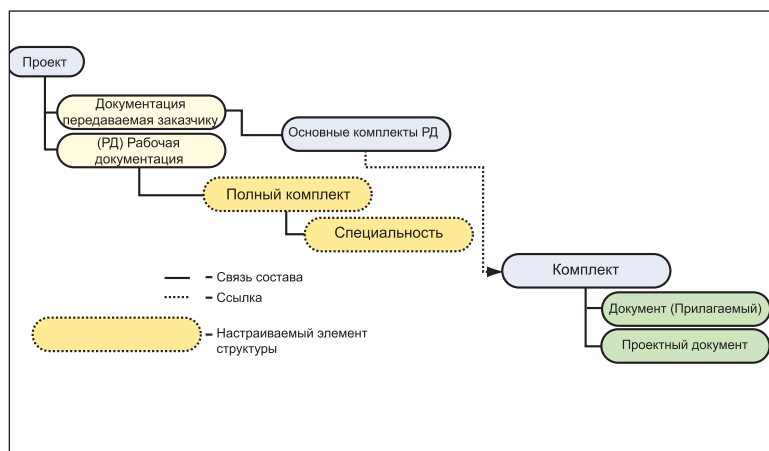 Проект
Документация
передаваемая заказчику
Основные комплекты РД
(РД) Рабочая
документация
Полный комплект
Специальность
Комплект
– Связь состава
– Ссылка
Документ (Прилагаемый)
– Настраиваемый элемент
структуры
Проектный документ